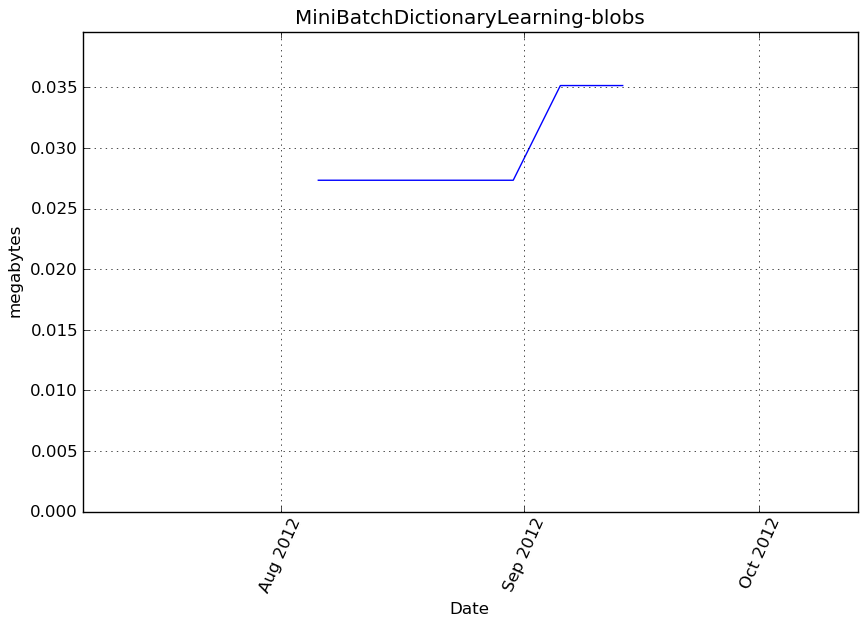 MiniBatchDictionaryLearning-blobs
0.035
0.030
0.025
0.020
0.015
0.010
0.005
0.000
megabytes
Aug 2012
Sep 2012
Oct 2012
Date